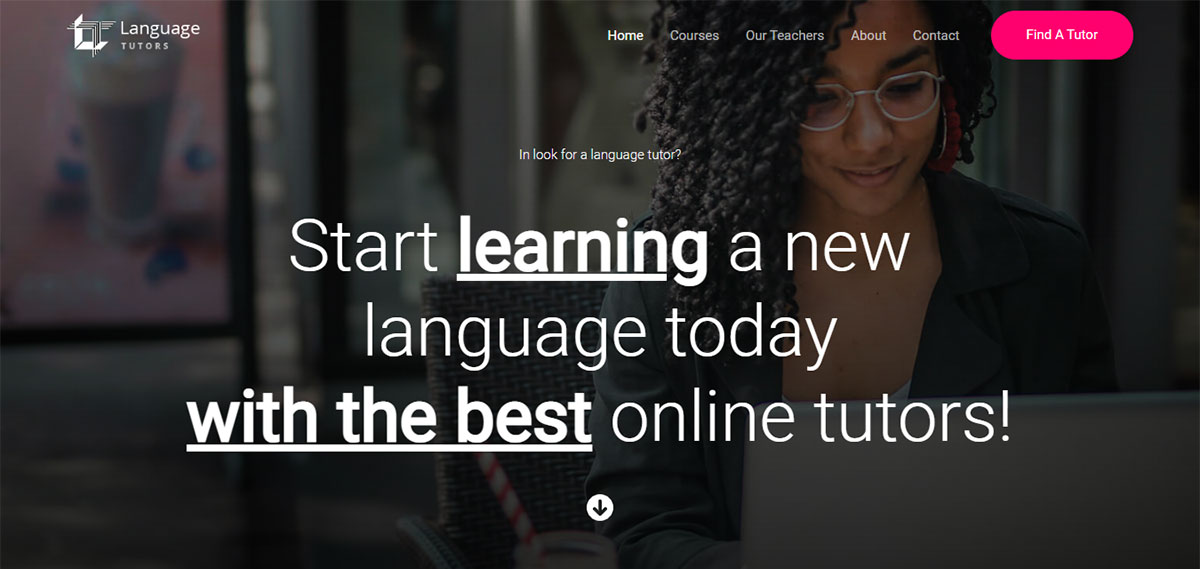 Language
TUTORS
Home
Courses
Our Teachers
About
Contact
Find A Tutor
In look for a language tutor?
Start learning a new
language today
with the best online tutors!